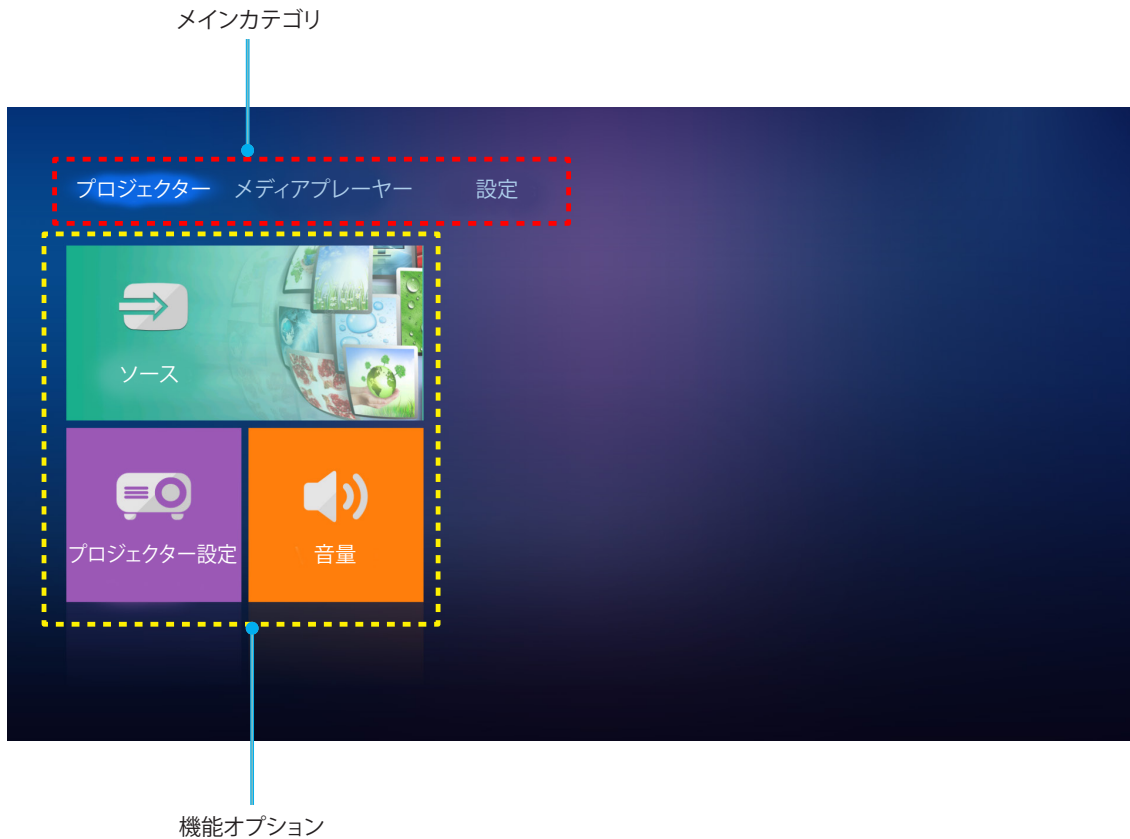 メインカテゴリ
プロジェクター メディアプレーヤー 設定
ソース
プロジェクター設定 音量
機能オプション